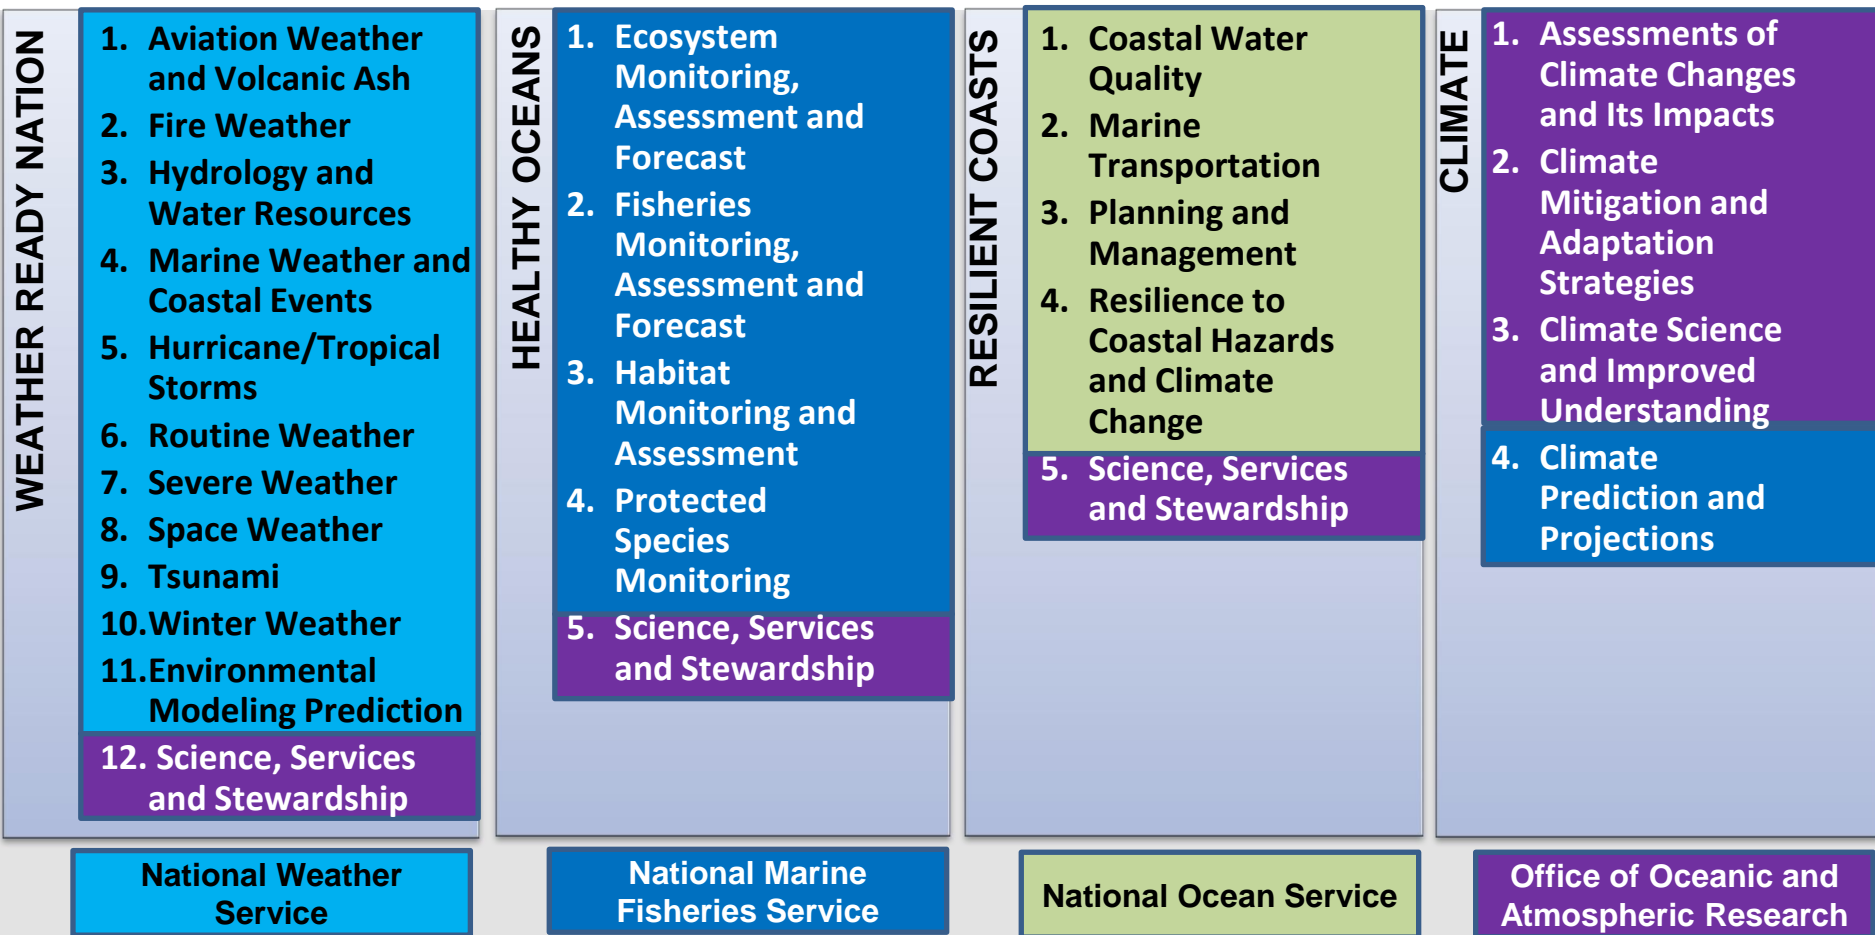 WEATHER READY NATION
1. Aviation Weather
and Volcanic Ash
2. Fire Weather
3. Hydrology and
Water Resources
4. Marine Weather and
Coastal Events
5. Hurricane/Tropical
Storms
6. Routine Weather
7. Severe Weather
8. Space Weather
9. Tsunami
10.Winter Weather
11.Environmental
Modeling Prediction
12. Science, Services
and Stewardship
National Weather
Service
HEALTHY OCEANS
1. Ecosystem
Monitoring,
Assessment and
Forecast
2. Fisheries
Monitoring,
Assessment and
Forecast
3. Habitat
Monitoring and
Assessment
4. Protected
Species
Monitoring
5. Science, Services
and Stewardship
National Marine
Fisheries Service
RESILIENT COASTS
1. Coastal Water
Quality
2. Marine
Transportation
3. Planning and
Management
4. Resilience to
Coastal Hazards
and Climate
Change
5. Science, Services
and Stewardship
National Ocean Service
CLIMATE
1. Assessments of
Climate Changes
and Its Impacts
2. Climate
Mitigation and
Adaptation
Strategies
3. Climate Science
and Improved
Understanding
4. Climate
Prediction and
Projections
Office of Oceanic and
Atmospheric Research